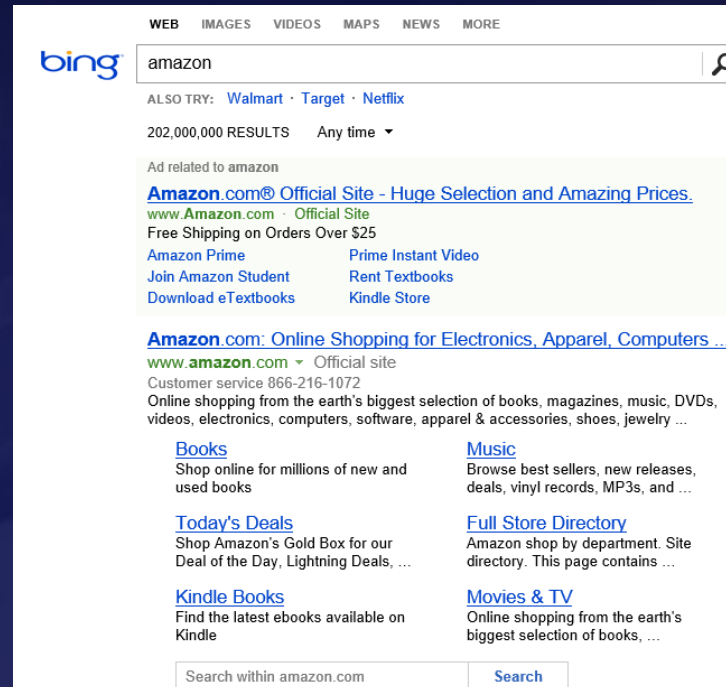 WEB IMAGES VIDEOS MAPS NEWS MORE
bing
amazon
ALSO TRY: Walmart · Target · Netflix
202,000,000 RESULTS Any time
Ad related to amazon
Amazon.com® Official Site - Huge Selection and Amazing Prices.
www.Amazon.com · Official Site
Free Shipping on Orders Over $25
Amazon Prime Prime Instant Video
Join Amazon Student Rent Textbooks
Download eTextbooks Kindle Store
Amazon.com: Online Shopping for Electronics, Apparel, Computers ...
www.amazon.com Official site
Customer service 866-216-1072
Online shopping from the earth's biggest selection of books, magazines, music, DVDs,
videos, electronics, computers, software, apparel & accessories, shoes, jewelry ...
Books
Shop online for millions of new and
used books
Music
Browse best sellers, new releases,
deals, vinyl records, MP3s, and ...
Today's Deals
Shop Amazon's Gold Box for our
Deal of the Day, Lightning Deals, ...
Full Store Directory
Amazon shop by department. Site
directory. This page contains ...
Kindle Books
Find the latest ebooks available on
Kindle
Movies & TV
Online shopping from the earth's
biggest selection of books, ...
Search within amazon.com Search